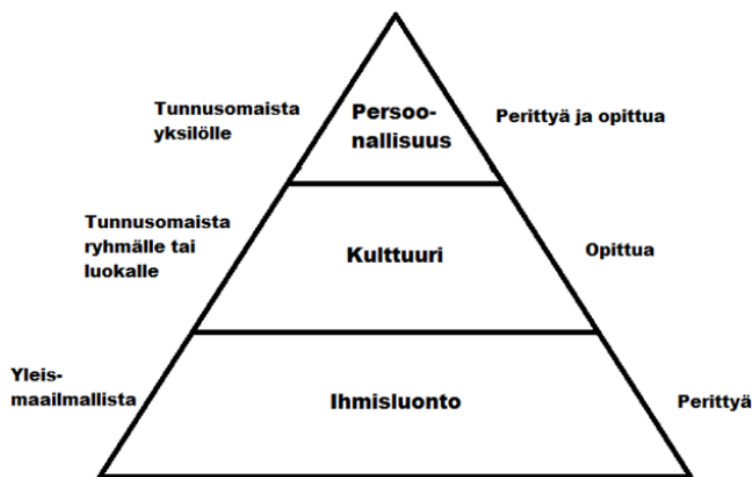 Tunnusomaista
yksilölle
Persoo-
nallisuus
Perittyä ja opittua
Tunnusomaista
ryhmälle tai
luokalle
Kulttuuri
Opittua
Yleis-
maailmallista
Ihmisluonto
Perittyä